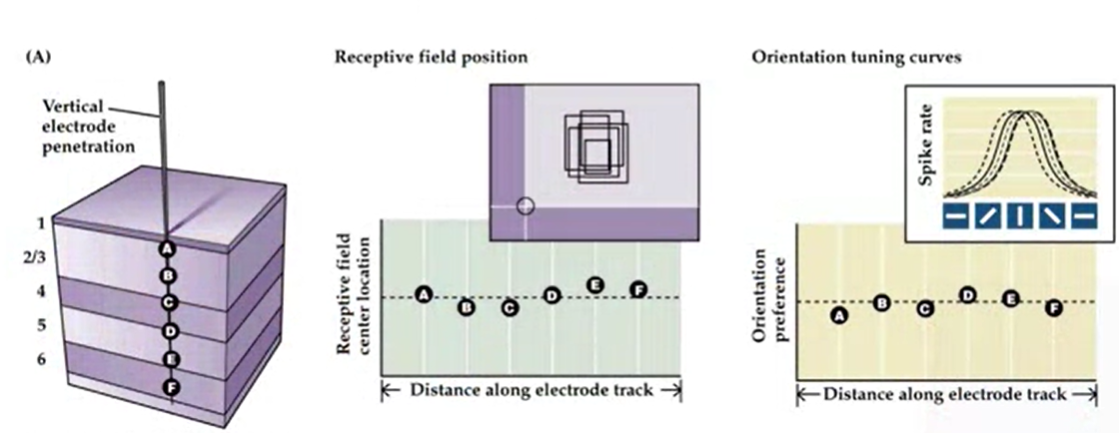 (A)
Vertical
electrode
penetration
1
2/3
4
5
6
A
B
C
D
E
F
Receptive field position
Receptive field
center location
A
B
C
D
E
F
Distance along electrode track
Orientation tuning curves
Spike rate
Orientation
preference
A
B
C
D
E
F
Distance along electrode track